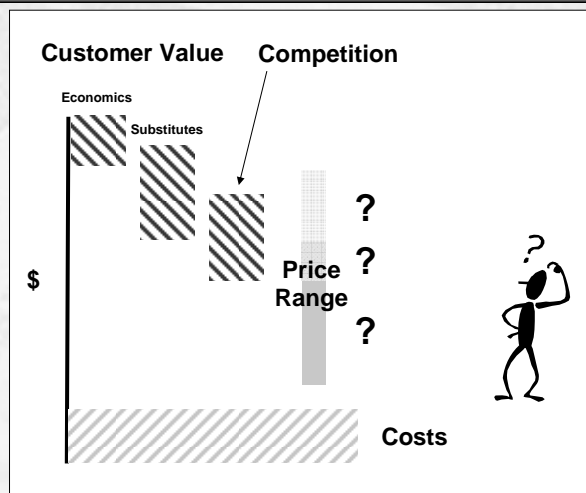 Customer Value
Competition
Economics
Substitutes
?
?
?
Price
Range
$
?
Costs